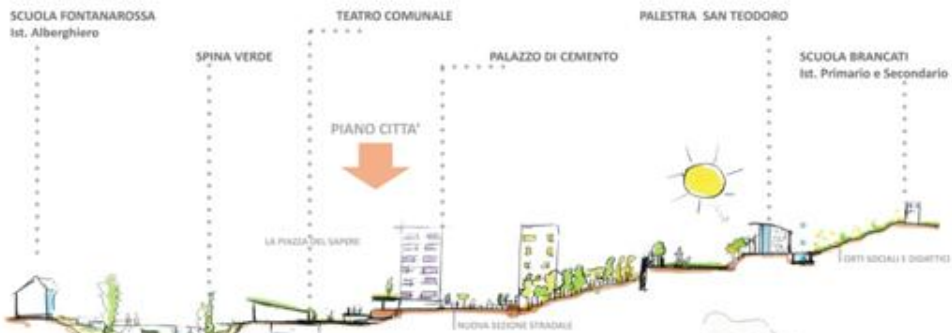 SCUOLA FONTANAROSSA
Ist. Alberghiero
TEATRO COMUNALE
PALESTRA SAN TEODORO
SPINA VERDE
PALAZZO DI CEMENTO
SCUOLA BRANCATI
Ist. Primario e Secondario
PIANO CITTA'
LA PIAZZA DEL SAPERE
ORTI SOCIALI E DIDATTICI
NUOVA SEZIONE STRADALE